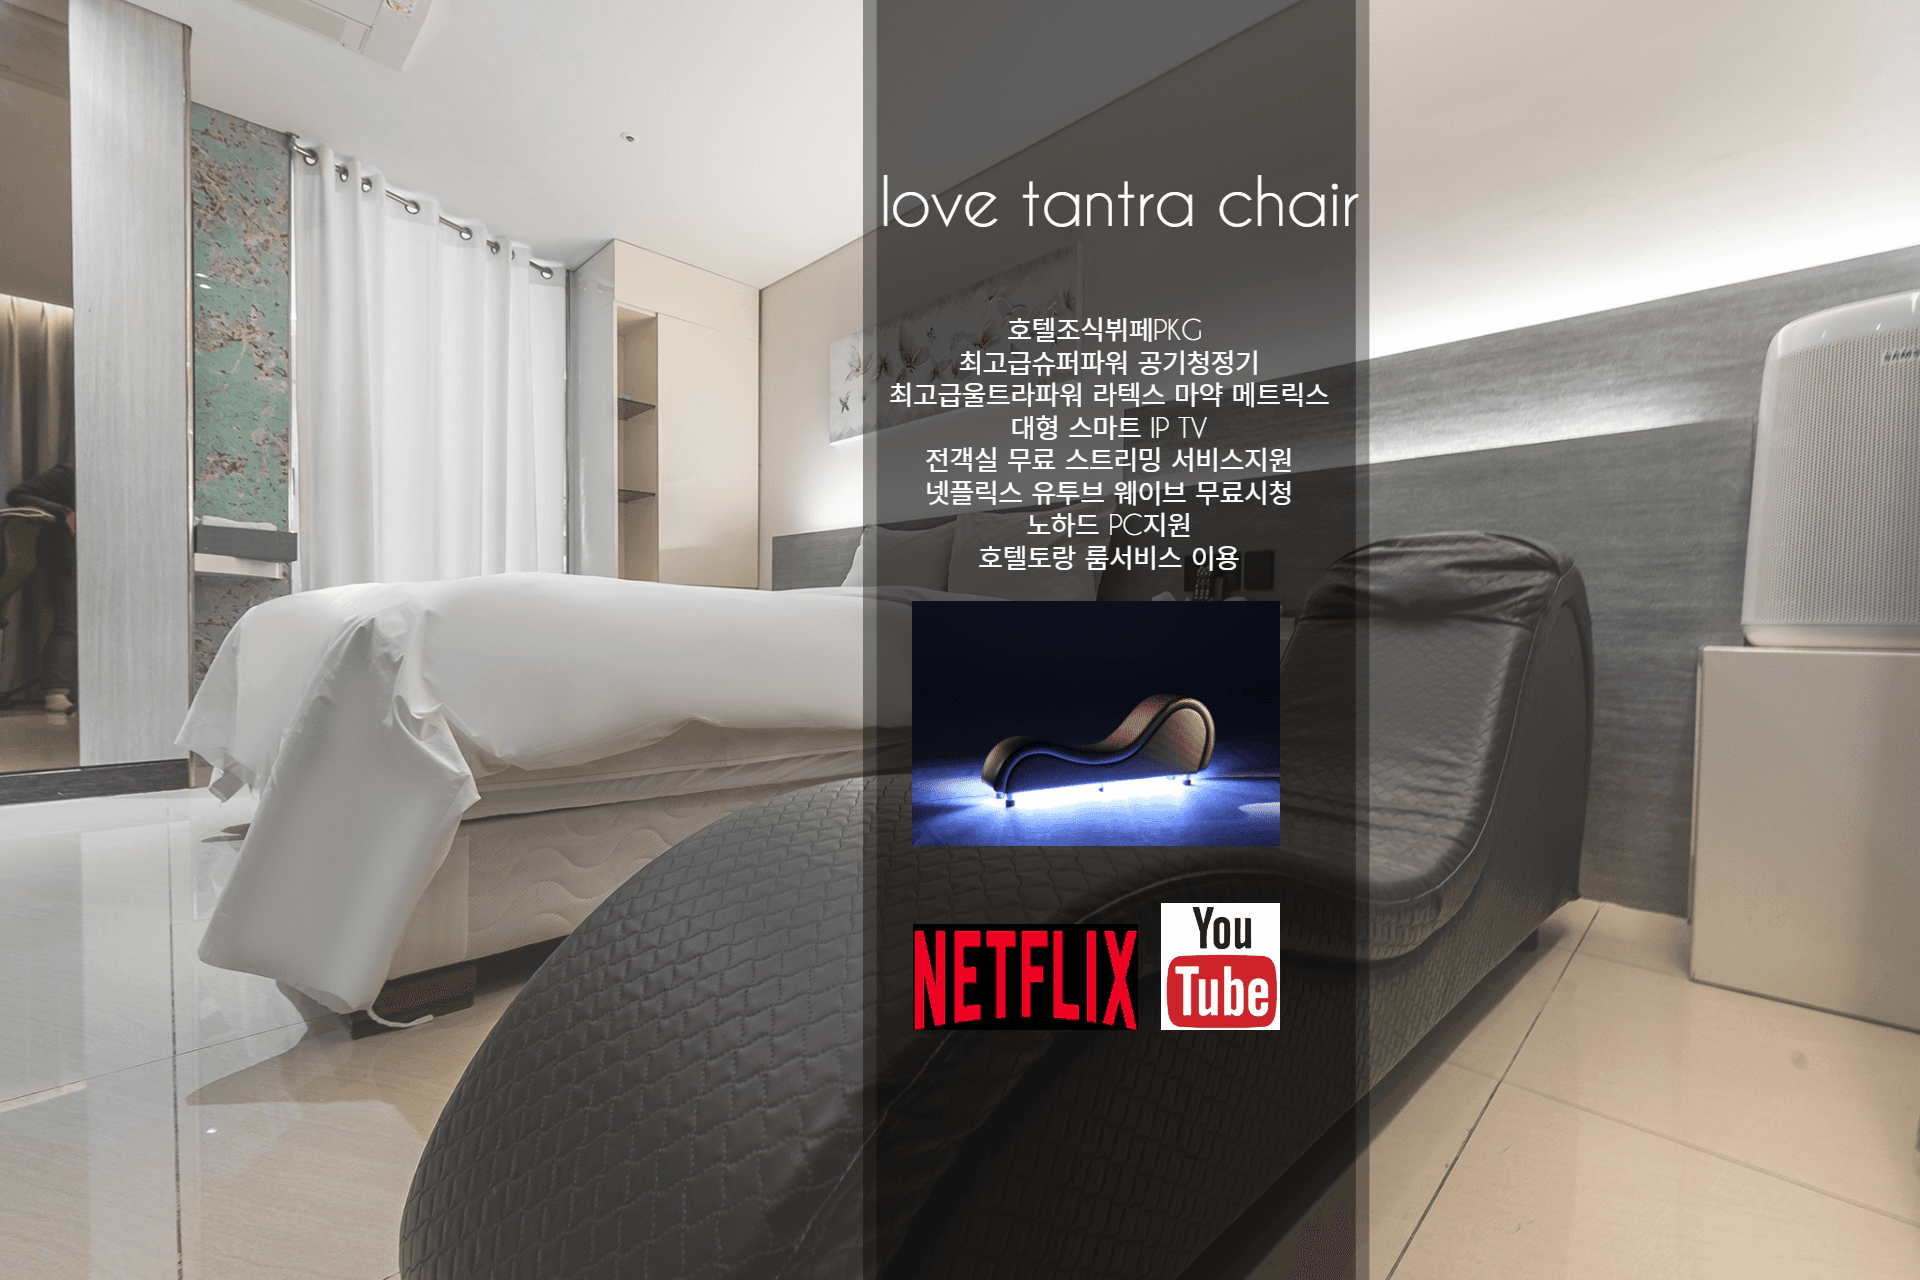 love tantra chair
호텔조식뷔페PKG
최고급슈퍼파워 공기청정기
최고급울트라파워 라텍스 마약 메트릭스
대형 스마트 IP TV
전객실 무료 스트리밍 서비스지원
넷플릭스 유투브 웨이브 무료시청
노하드 PC지원
호텔토랑 룸서비스 이용
NETFLIX
You
Tube